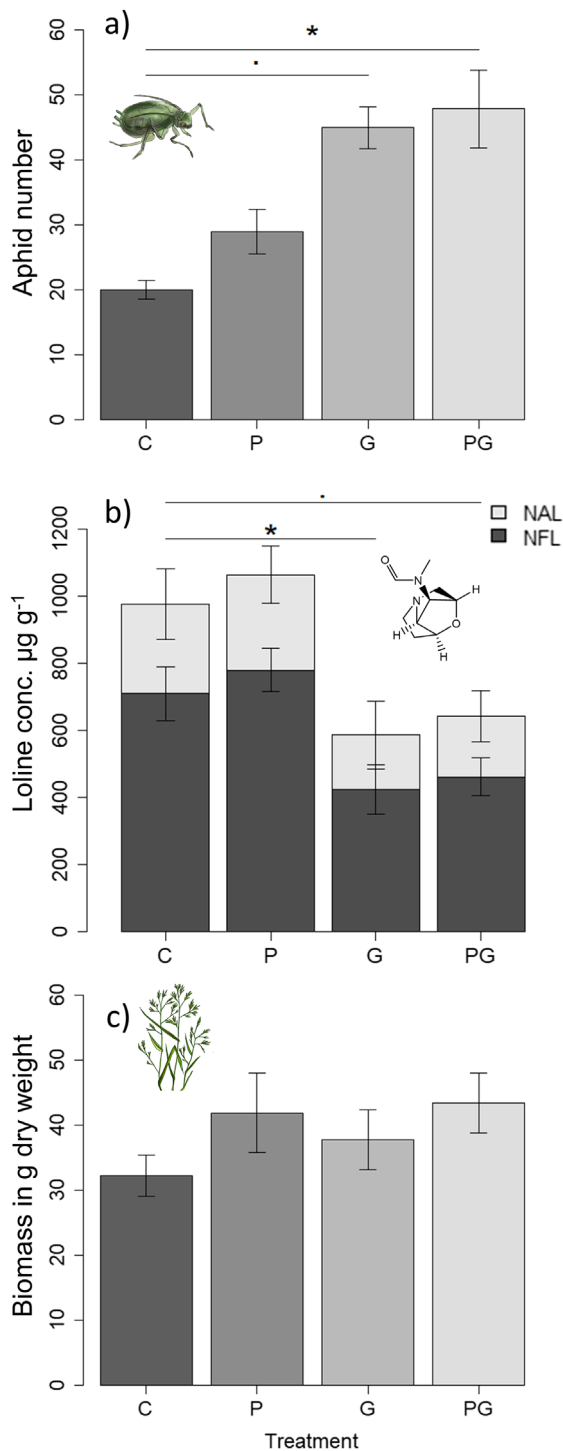 a)
*
.
Aphid number
60
50
40
30
20
10
0
C P G PG
b)
.
*
NAL
NFL
Loline conc. µg g⁻¹
1200
1000
800
600
400
200
0
O
N
H
N
O
H
H
C P G PG
c)
Biomass in g dry weight
60
50
40
30
20
10
0
C P G PG
Treatment